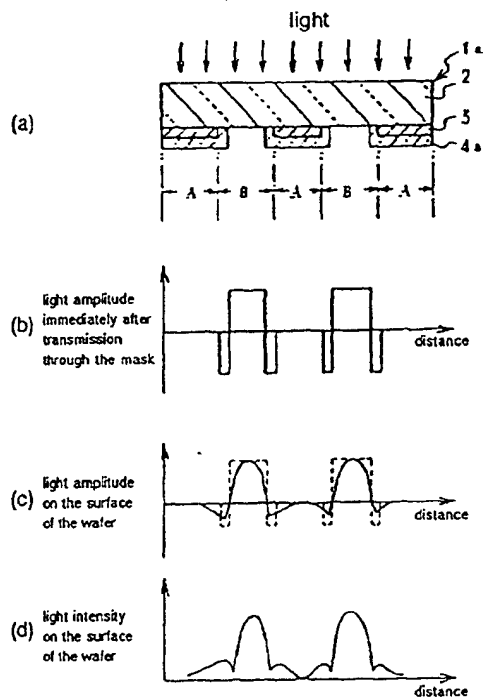 light
1a
2
3
4a
(a)
A B A B A
(b)
light amplitude
immediately after
transmission
through the mask
distance
(c)
light amplitude
on the surface
of the wafer
distance
(d)
light intensity
on the surface
of the wafer
distance